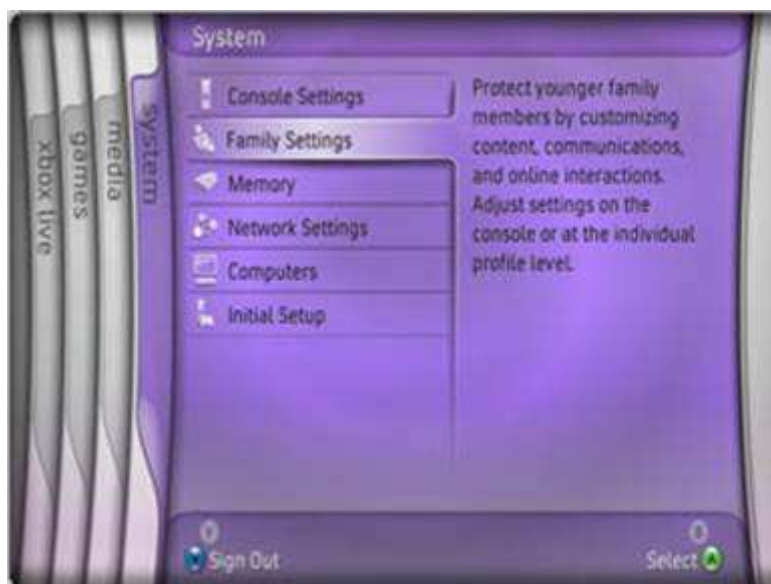 System
xbox live
games
media
system
Console Settings
Family Settings
Memory
Network Settings
Computers
Initial Setup
Protect younger family
members by customizing
content, communications,
and online interactions.
Adjust settings on the
console or at the individual
profile level.
X Sign Out
Select A